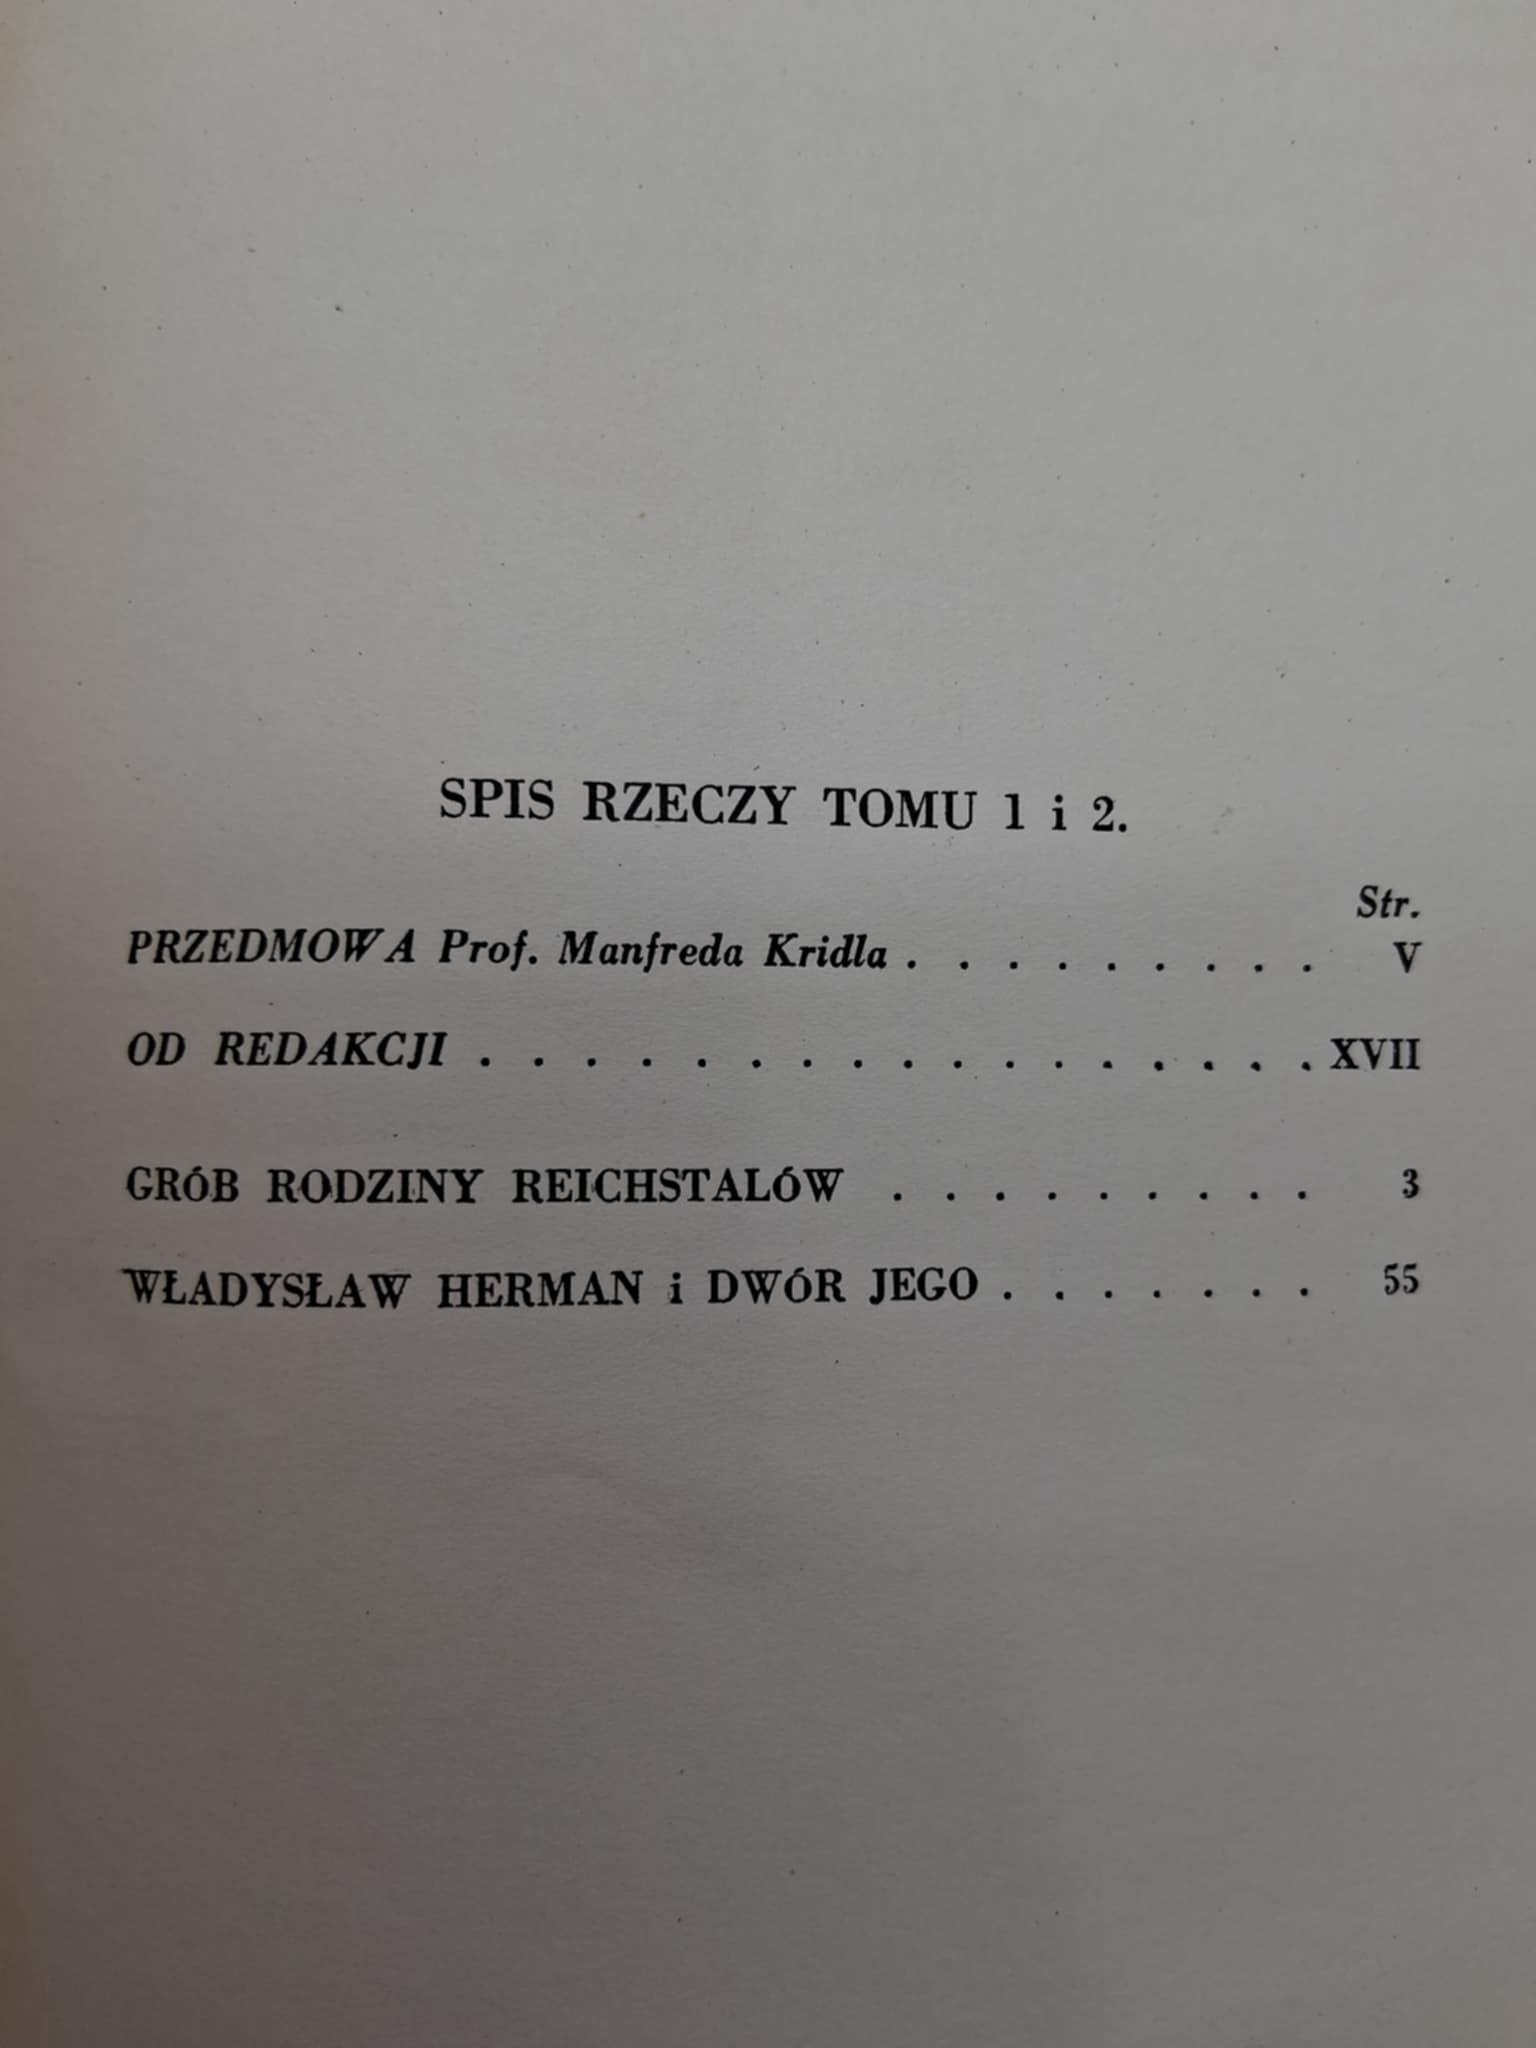 SPIS RZECZY TOMU 1 i 2.
Str.
PRZEDMOWA Prof. Manfreda Kridla . . . . . . . . . V
OD REDAKCJI . . . . . . . . . . . . . . . . . XVII
GRÓB RODZINY REICHSTALÓW . . . . . . . . . 3
WŁADYSŁAW HERMAN i DWÓR JEGO . . . . . . . 55